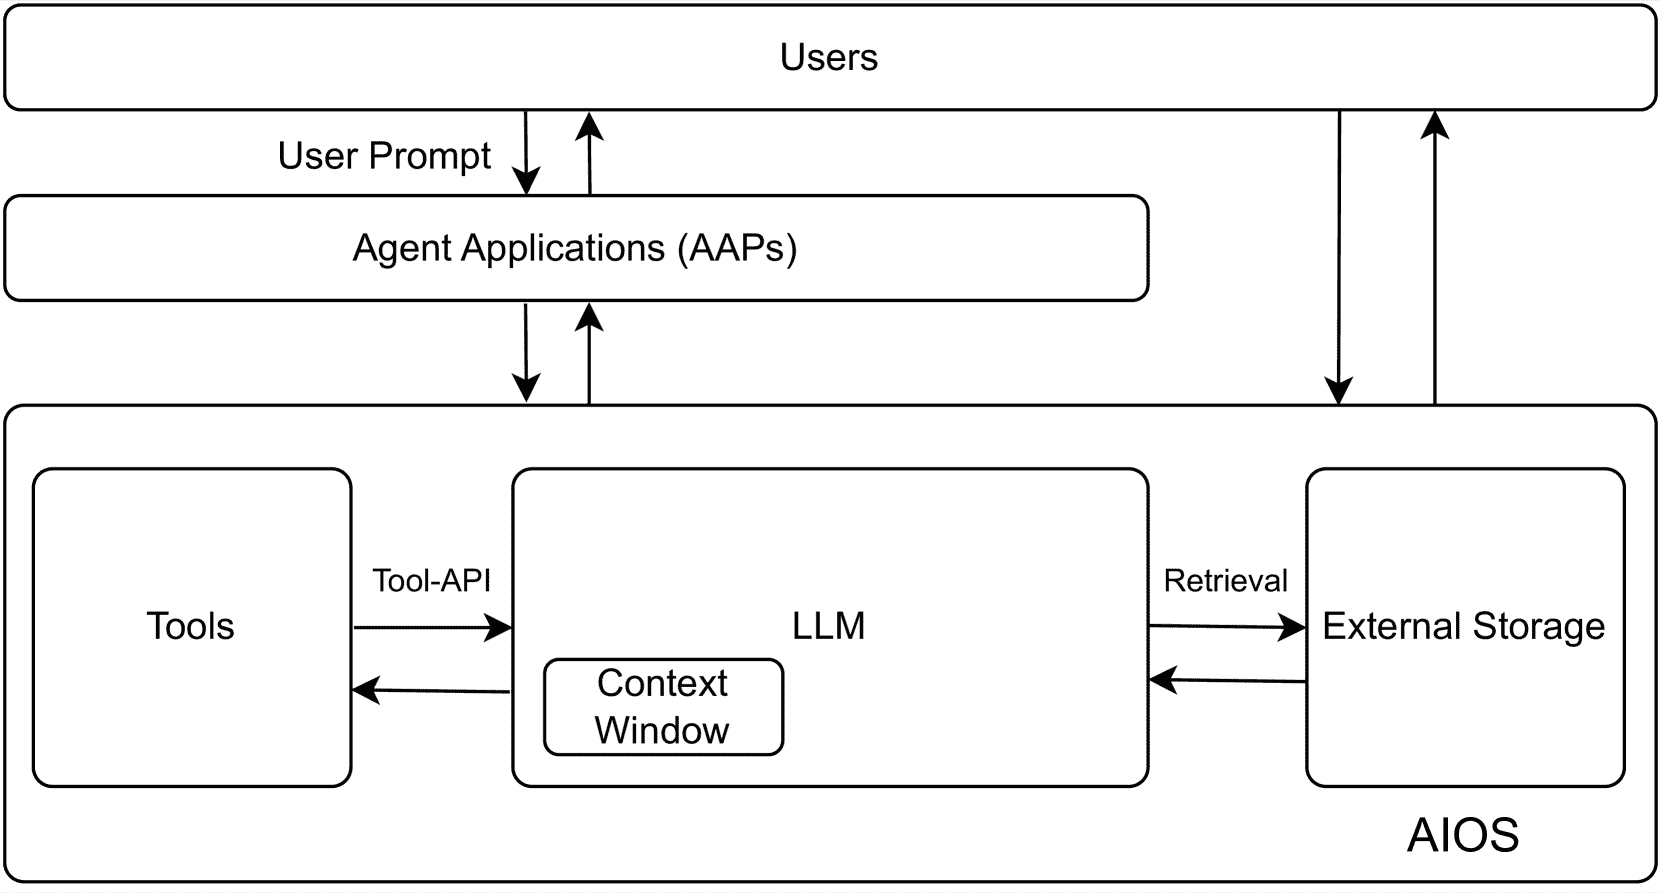 Users
User Prompt
Agent Applications (AAPs)
Tools
Tool-API
LLM
Context
Window
Retrieval
External Storage
AIOS